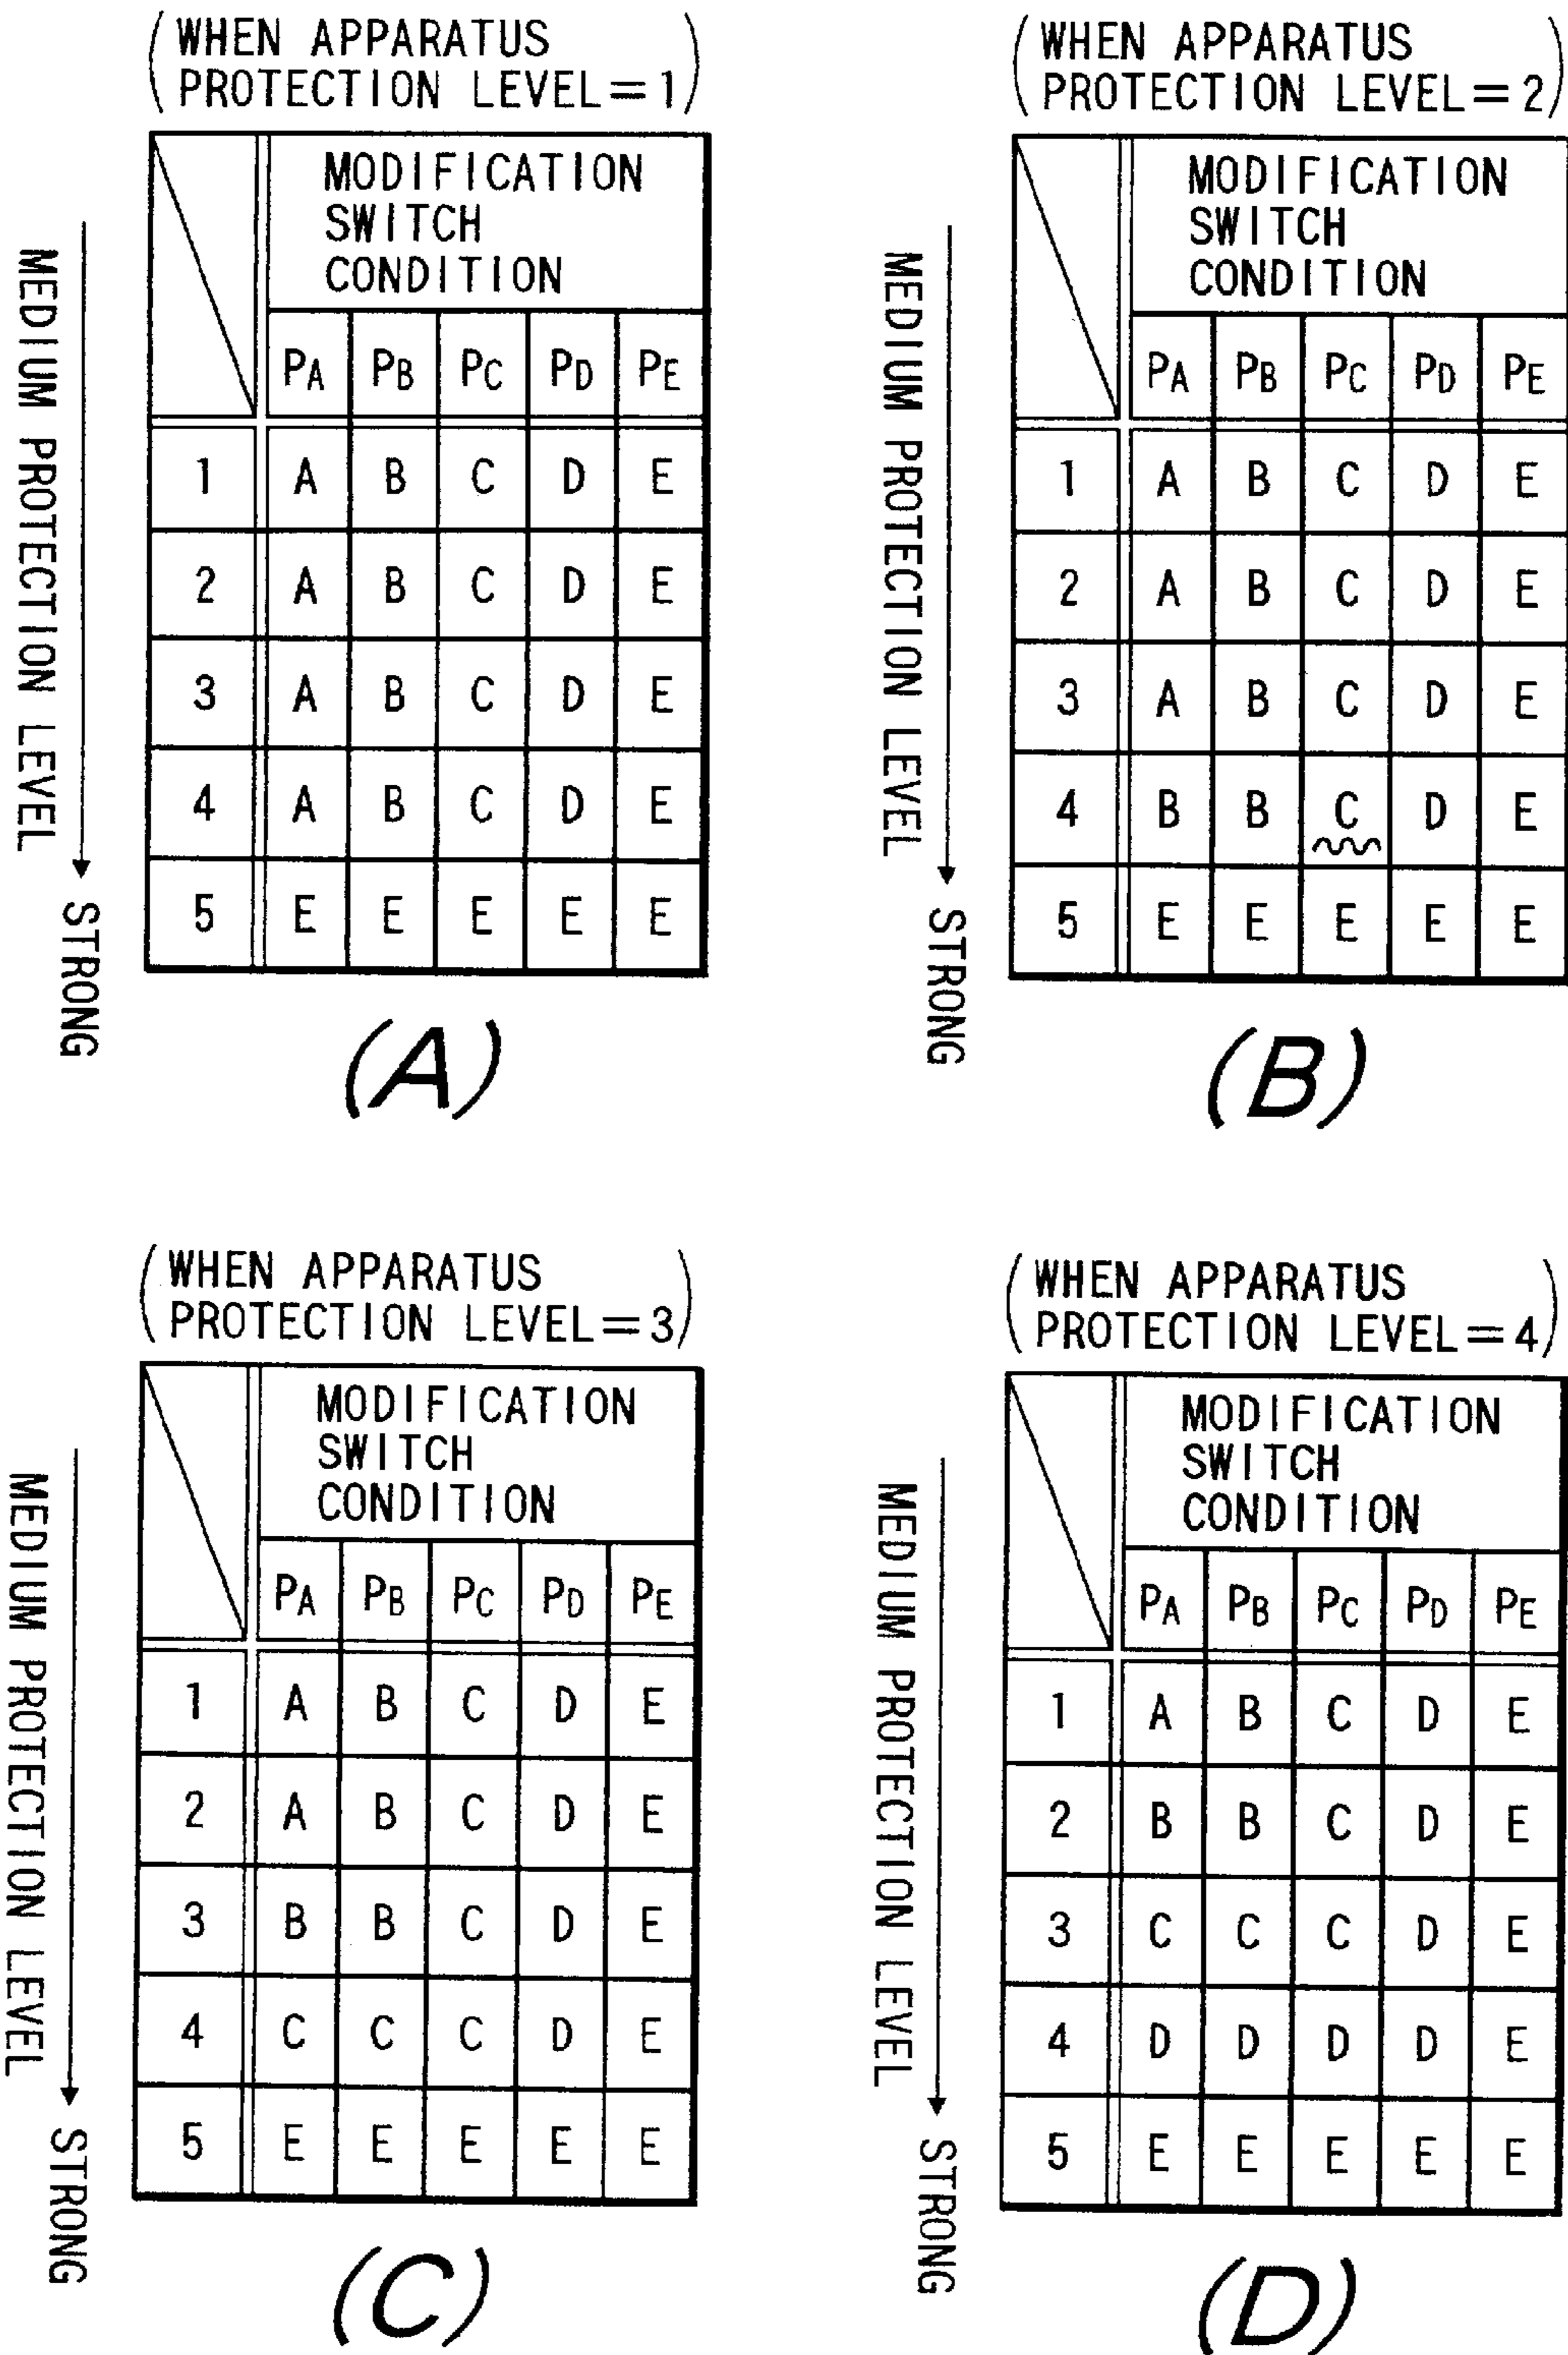 (WHEN APPARATUS
PROTECTION LEVEL=1)
MODIFICATION
SWITCH
CONDITION
PA PB PC PD PE
1 A B C D E
2 A B C D E
3 A B C D E
4 A B C D E
5 E E E E E
MEDIUM PROTECTION LEVEL
STRONG
(A)
(WHEN APPARATUS
PROTECTION LEVEL=2)
MODIFICATION
SWITCH
CONDITION
PA PB PC PD PE
1 A B C D E
2 A B C D E
3 A B C D E
4 B B C D E
5 E E E E E
MEDIUM PROTECTION LEVEL
STRONG
(B)
(WHEN APPARATUS
PROTECTION LEVEL=3)
MODIFICATION
SWITCH
CONDITION
PA PB PC PD PE
1 A B C D E
2 A B C D E
3 B B C D E
4 C C C D E
5 E E E E E
MEDIUM PROTECTION LEVEL
STRONG
(C)
(WHEN APPARATUS
PROTECTION LEVEL=4)
MODIFICATION
SWITCH
CONDITION
PA PB PC PD PE
1 A B C D E
2 B B C D E
3 C C C D E
4 D D D D E
5 E E E E E
MEDIUM PROTECTION LEVEL
STRONG
(D)